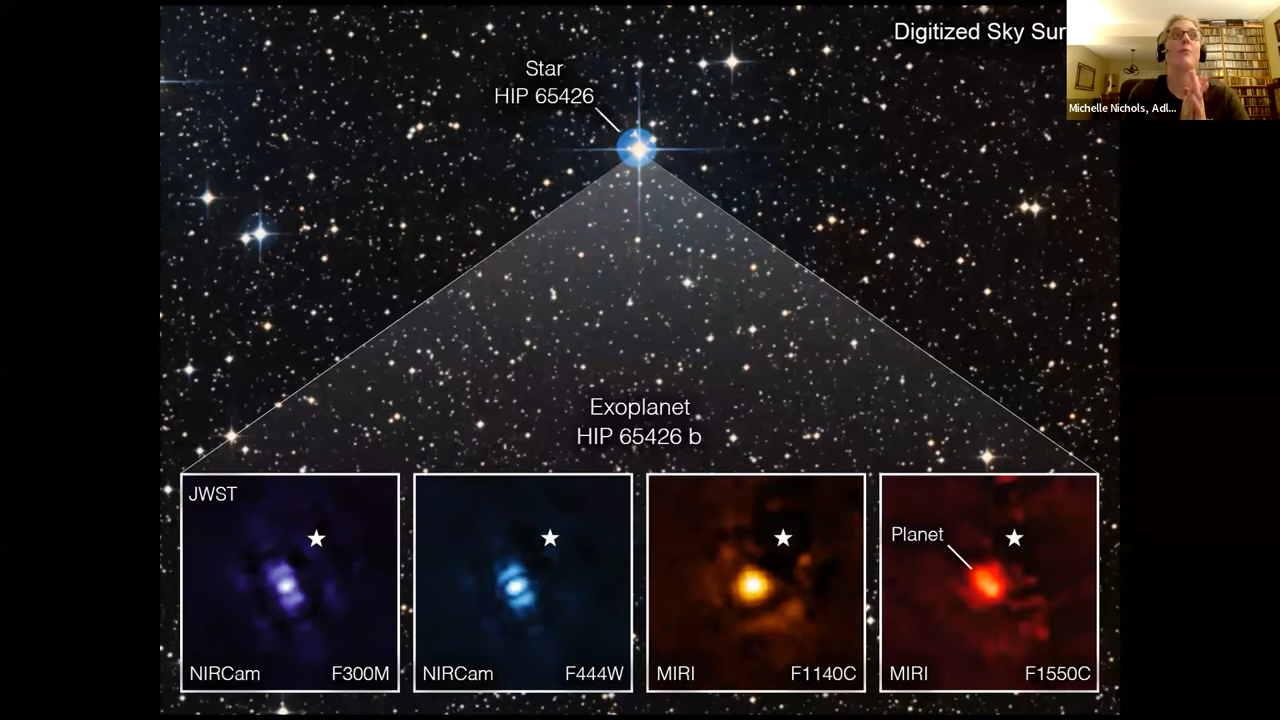 Digitized Sky Sur
Michelle Nichols, Adl...
Star
HIP 65426
Exoplanet
HIP 65426 b
JWST
NIRCam
F300M
NIRCam
F444W
MIRI
F1140C
Planet
MIRI
F1550C